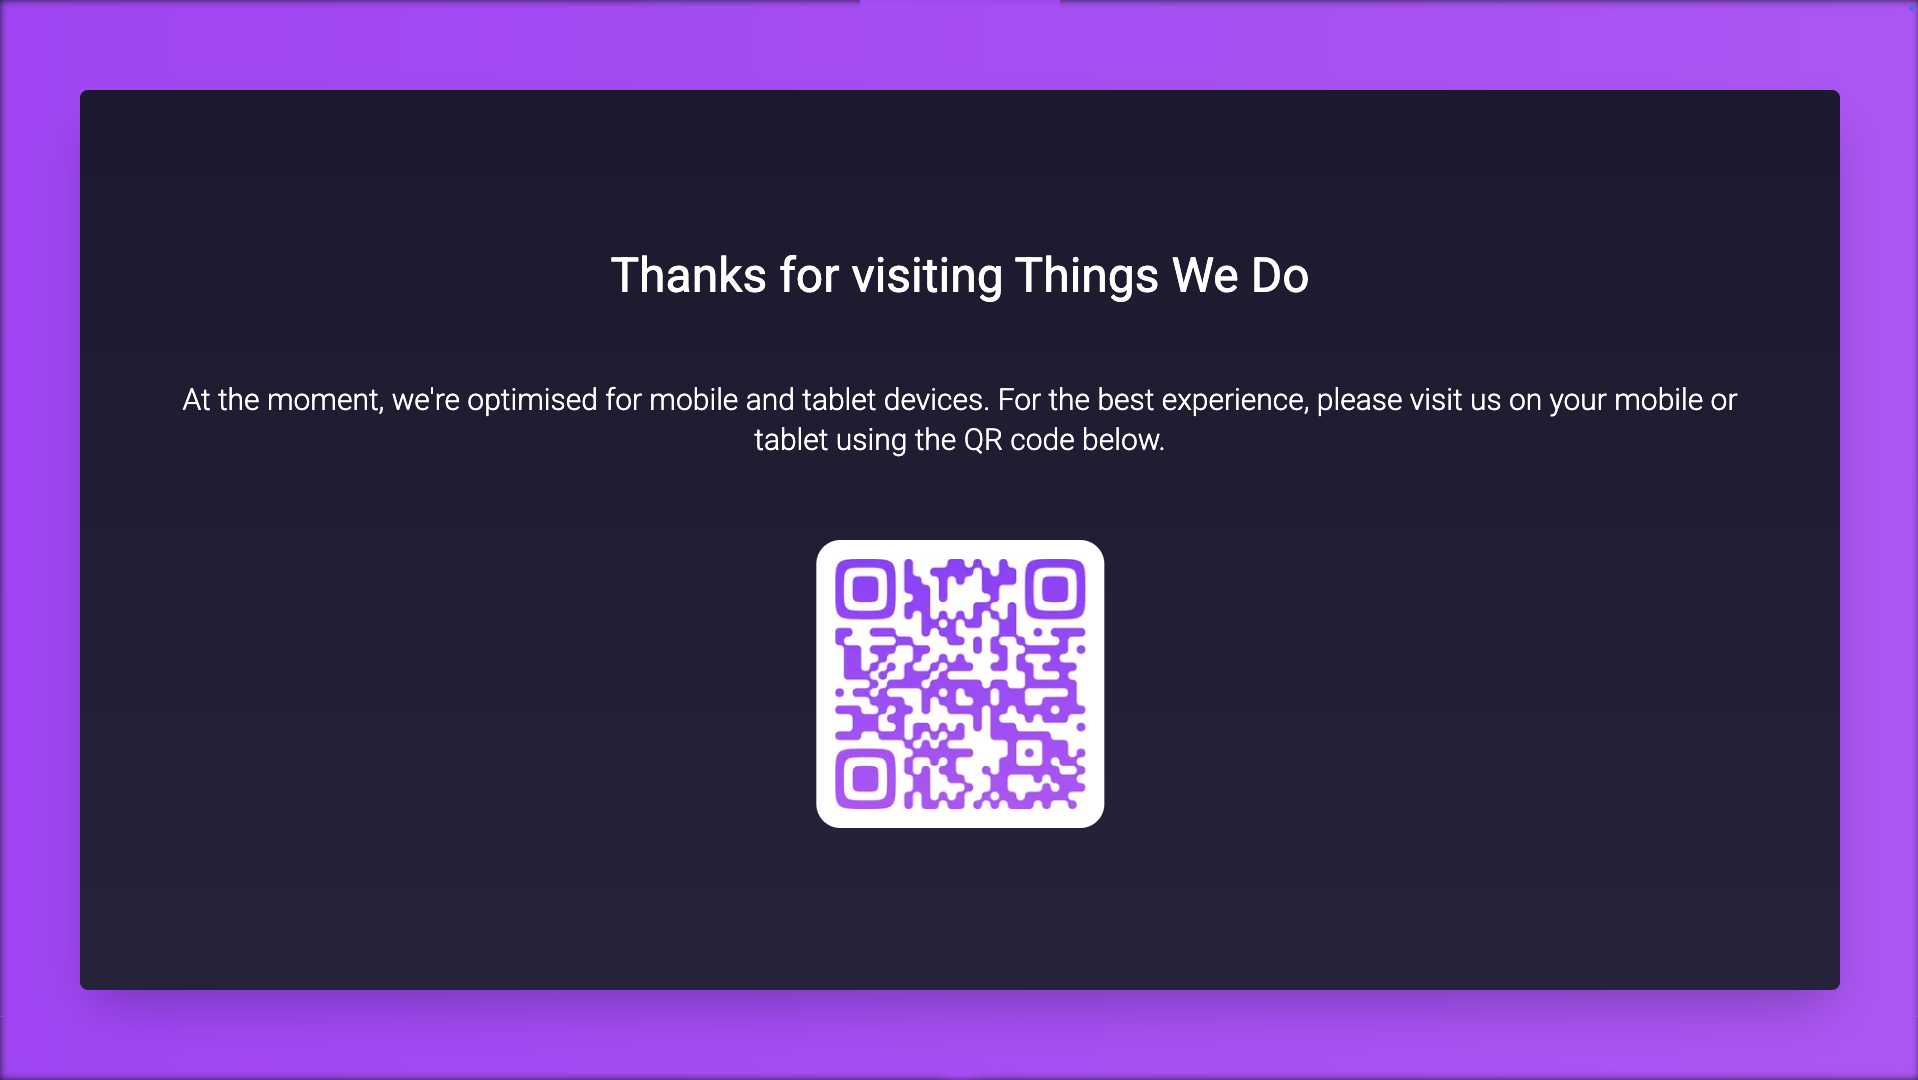 Thanks for visiting Things We Do
At the moment, we're optimised for mobile and tablet devices. For the best experience, please visit us on your mobile or
tablet using the QR code below.